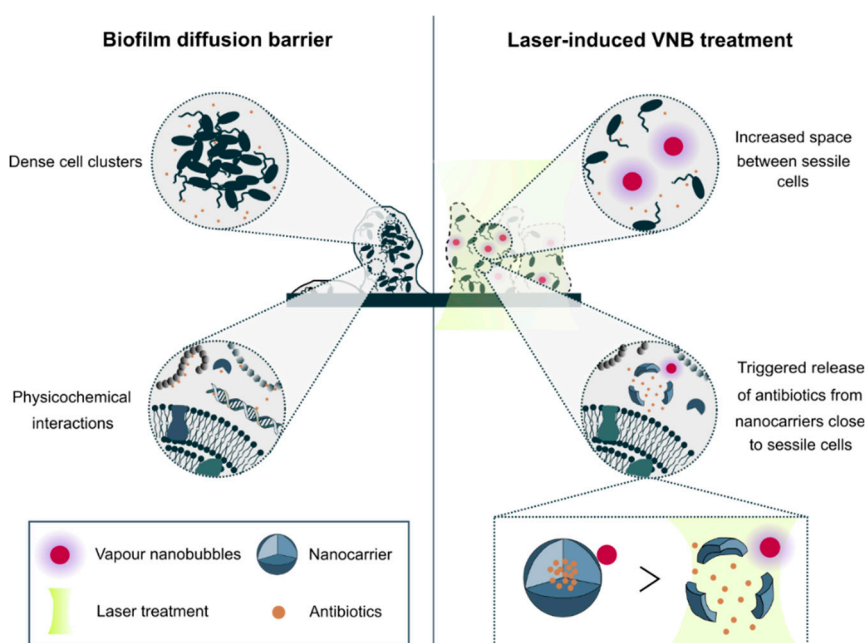 Biofilm diffusion barrier
Dense cell clusters
Physicochemical
interactions
Laser-induced VNB treatment
Increased space
between sessile
cells
Triggered release
of antibiotics from
nanocarriers close
to sessile cells
Vapour nanobubbles
Nanocarrier
Laser treatment
Antibiotics
>